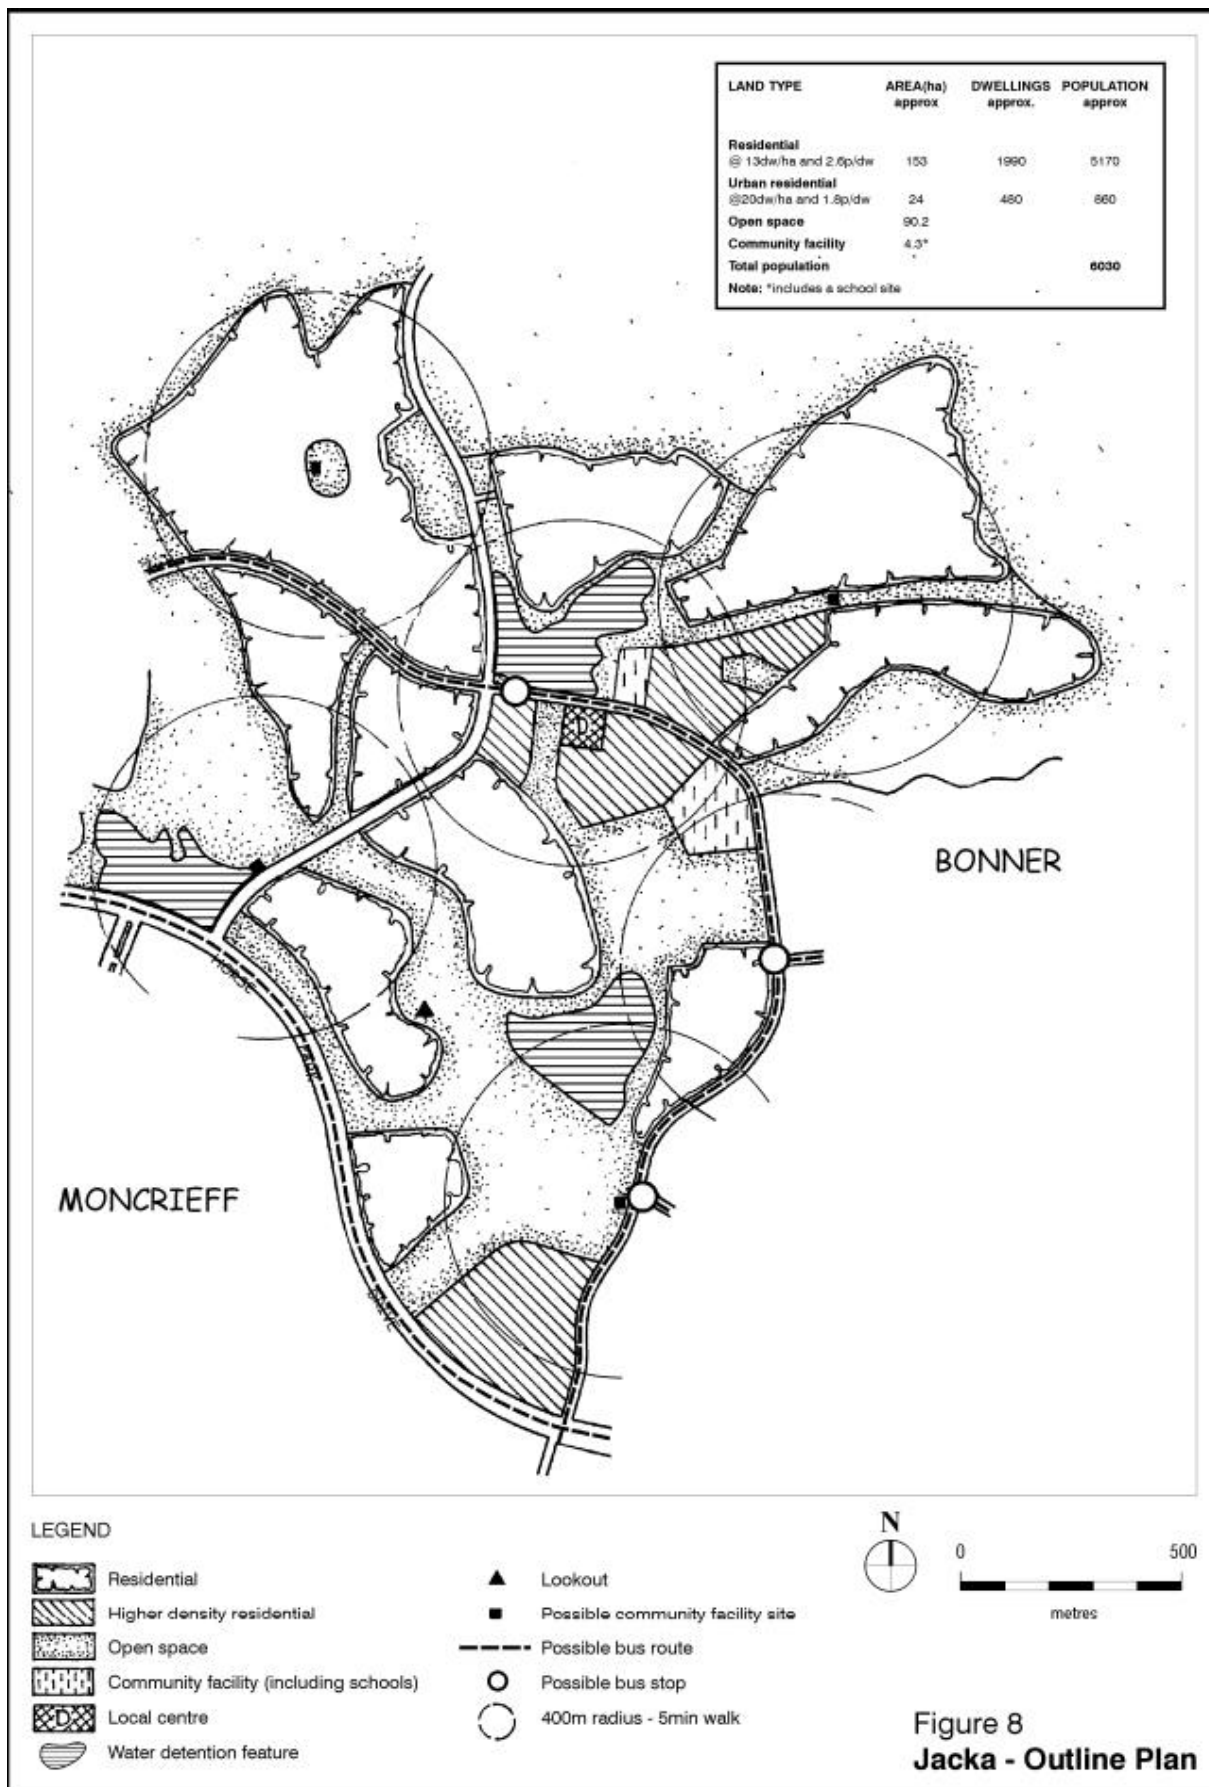 LAND TYPE AREA(ha) DWELLINGS POPULATION
approx approx. approx
Residential
@ 13dw/ha and 2.6p/dw 153 1990 5170
Urban residential
@20dw/ha and 1.8p/dw 24 480 860
Open space 90.2
Community facility 4.3*
Total population 6030
Note: *includes a school site
D
BONNER
HORSE
PARK
DRIVE
MONCRIEFF
LEGEND
Residential
Higher density residential
Open space
Community facility (including schools)
D Local centre
Water detention feature
Lookout
Possible community facility site
Possible bus route
Possible bus stop
400m radius - 5min walk
N
0 500
metres
Figure 8
Jacka - Outline Plan